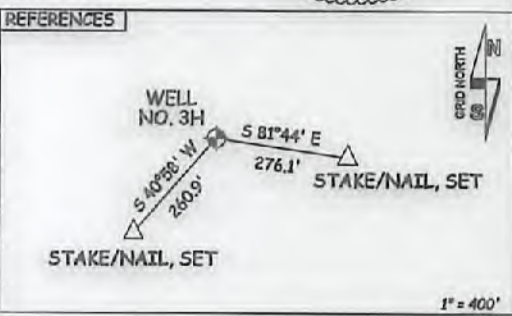 REFERENCES
N
GRID NORTH
WELL
NO. 3H
S 81°44' E
276.1'
STAKE/NAIL, SET
S 40°58' W
260.9'
STAKE/NAIL, SET
1" = 400'